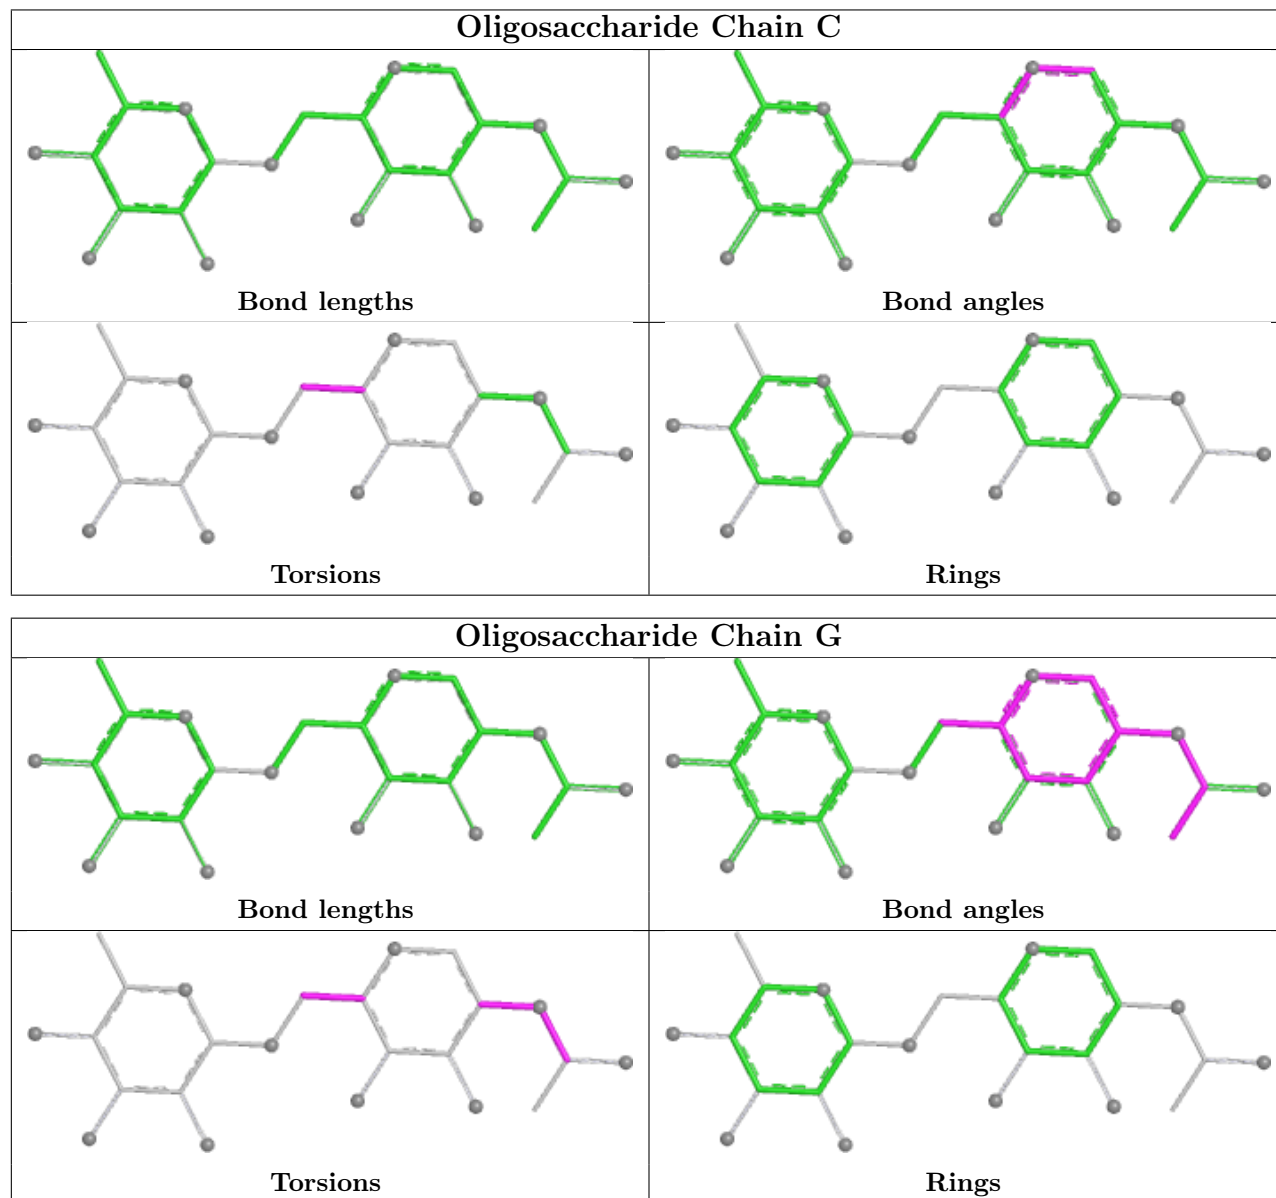 Oligosaccharide Chain C
Bond lengths
Bond angles
Torsions
Rings
Oligosaccharide Chain G
Bond lengths
Bond angles
Torsions
Rings